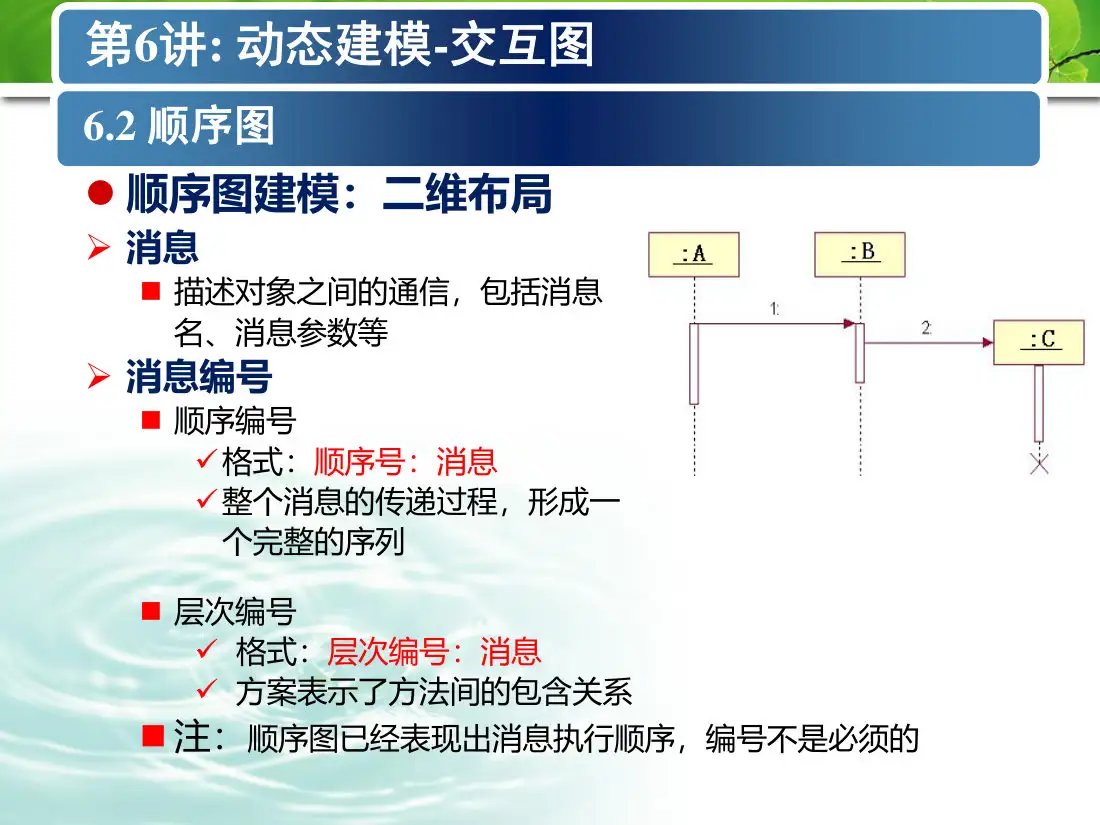 第6讲: 动态建模-交互图
6.2 顺序图
顺序图建模：二维布局
消息
描述对象之间的通信，包括消息
名、消息参数等
消息编号
顺序编号
格式：顺序号：消息
整个消息的传递过程，形成一
个完整的序列
层次编号
格式：层次编号：消息
方案表示了方法间的包含关系
注：顺序图已经表现出消息执行顺序，编号不是必须的
:A
:B
1:
2:
:C